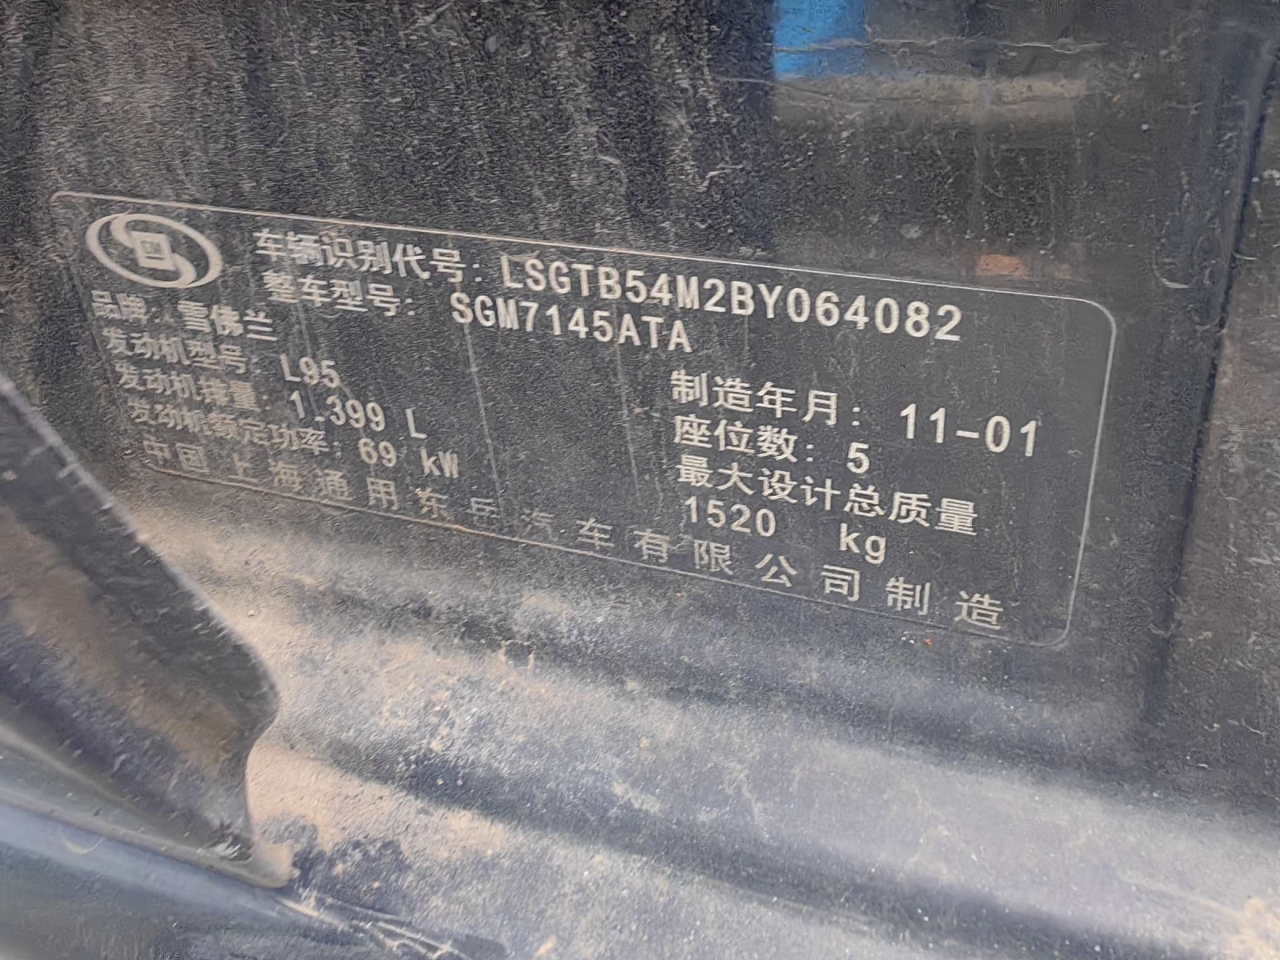 车辆识别代号: LSGTB54M2BY064082
整车型号: SGM7145ATA
品牌: 雪佛兰
发动机型号: L95
发动机排量: 1.399 L
发动机额定功率: 69 kW
制造年月: 11-01
座位数: 5
最大设计总质量
1520 kg
中国上海通用东岳汽车有限公司制造
GM